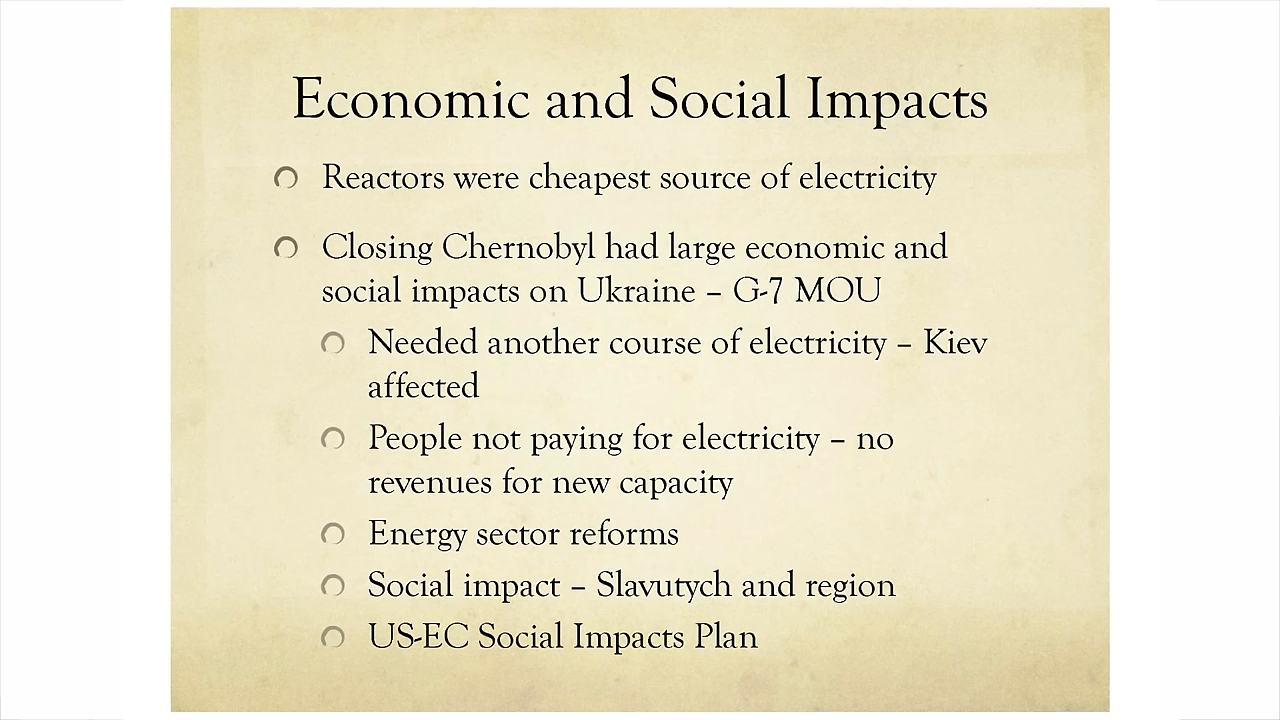 Economic and Social Impacts
Reactors were cheapest source of electricity
Closing Chernobyl had large economic and
social impacts on Ukraine – G-7 MOU
Needed another course of electricity – Kiev
affected
People not paying for electricity – no
revenues for new capacity
Energy sector reforms
Social impact – Slavutych and region
US-EC Social Impacts Plan